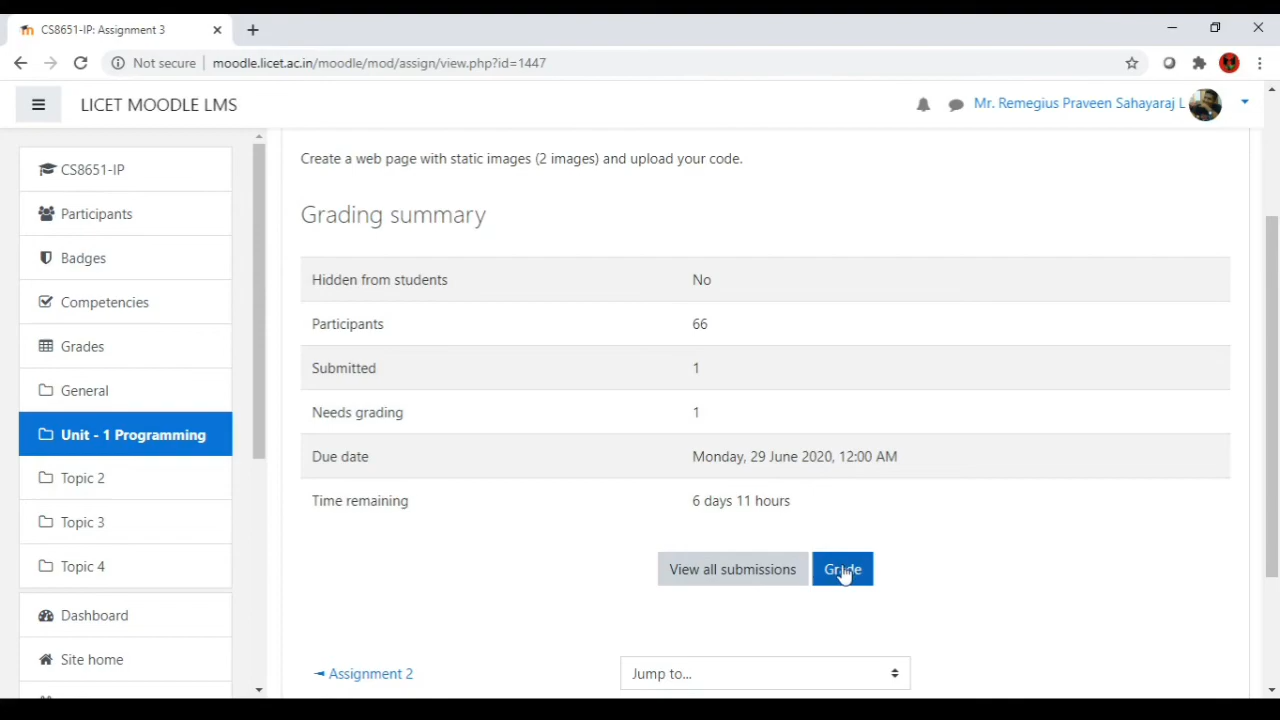 CS8651-IP: Assignment 3
Not secure
moodle.licet.ac.in/moodle/mod/assign/view.php?id=1447
LICET MOODLE LMS
Mr. Remegius Praveen Sahayaraj L
CS8651-IP
Participants
Badges
Competencies
Grades
General
Unit - 1 Programming
Topic 2
Topic 3
Topic 4
Dashboard
Site home
Create a web page with static images (2 images) and upload your code.
Grading summary
Hidden from students No
Participants 66
Submitted 1
Needs grading 1
Due date Monday, 29 June 2020, 12:00 AM
Time remaining 6 days 11 hours
View all submissions Grade
◄ Assignment 2 Jump to...